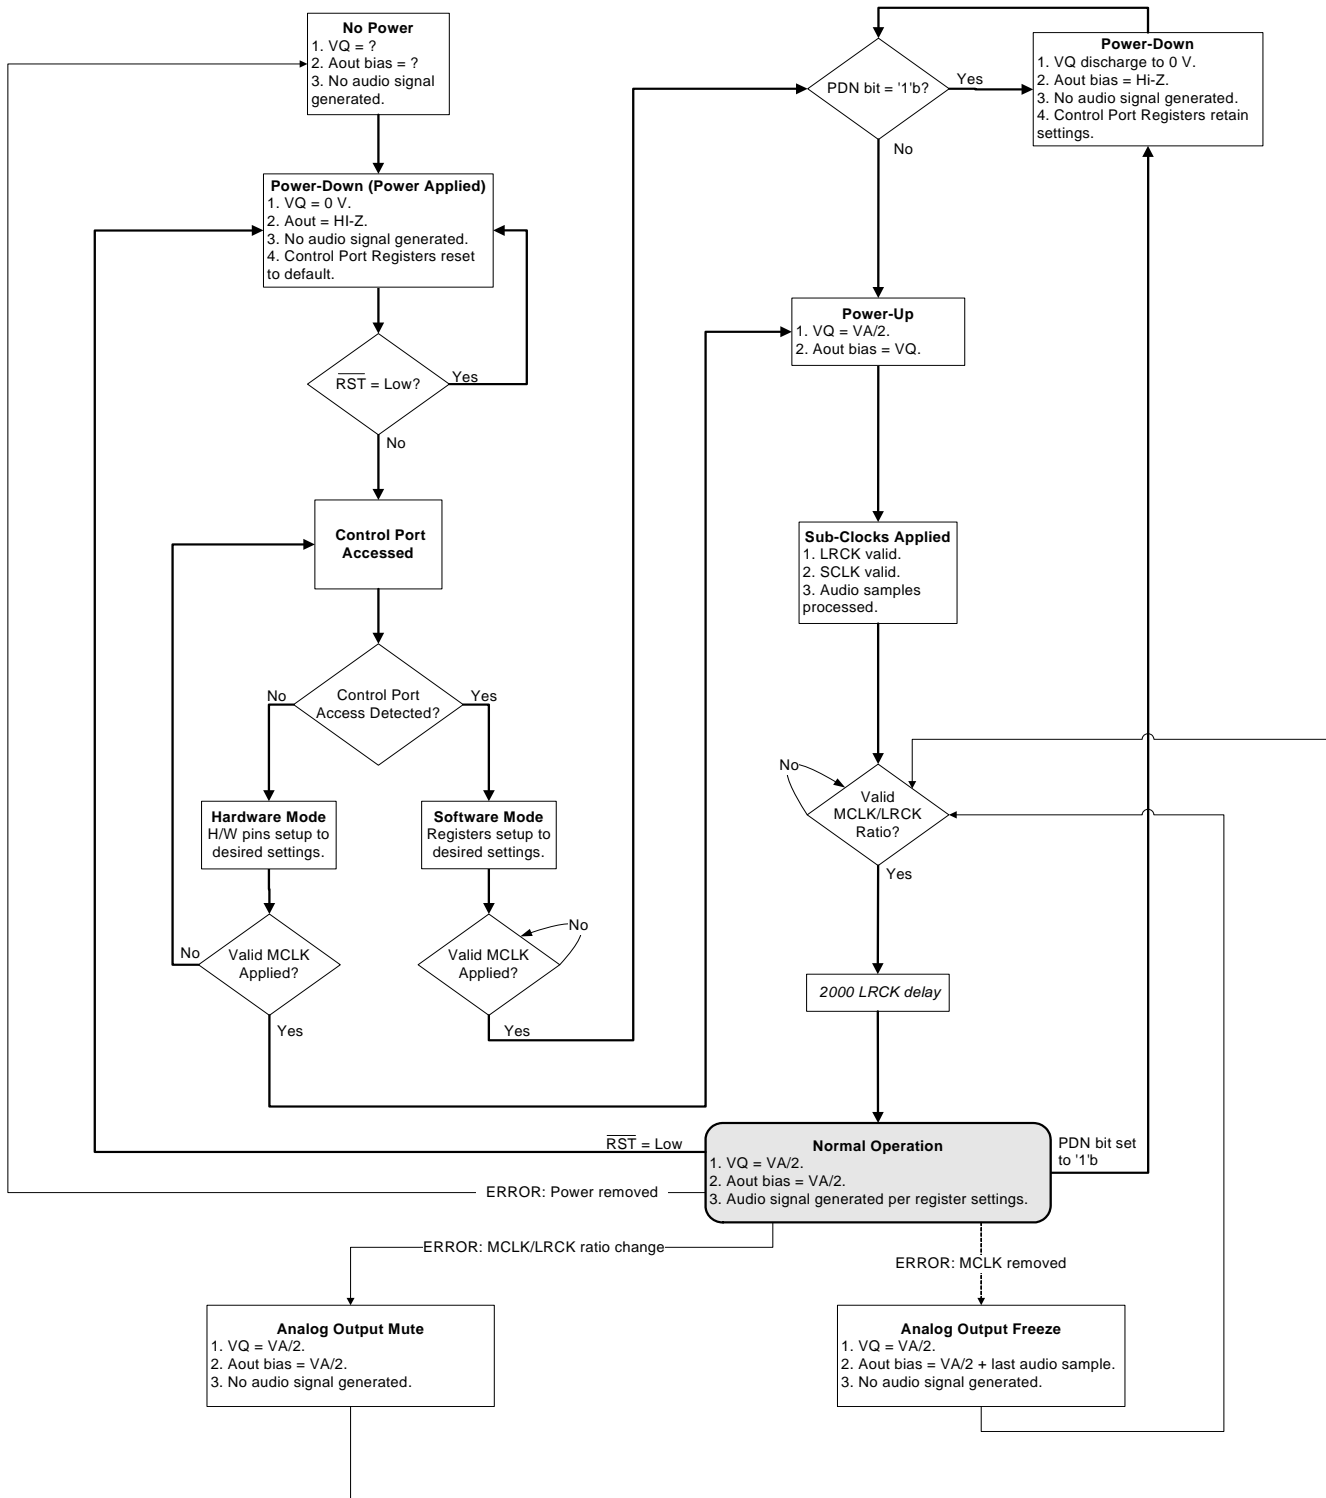 No Power
1. VQ = ?
2. Aout bias = ?
3. No audio signal
generated.
Power-Down (Power Applied)
1. VQ = 0 V.
2. Aout = HI-Z.
3. No audio signal generated.
4. Control Port Registers reset
to default.
RST = Low?
Yes
No
Control Port
Accessed
Control Port
Access Detected?
No
Yes
Hardware Mode
H/W pins setup to
desired settings.
Software Mode
Registers setup to
desired settings.
Valid MCLK
Applied?
No
Yes
Valid MCLK
Applied?
No
Yes
PDN bit = '1'b?
Yes
No
Power-Down
1. VQ discharge to 0 V.
2. Aout bias = Hi-Z.
3. No audio signal generated.
4. Control Port Registers retain
settings.
Power-Up
1. VQ = VA/2.
2. Aout bias = VQ.
Sub-Clocks Applied
1. LRCK valid.
2. SCLK valid.
3. Audio samples
processed.
No
Valid
MCLK/LRCK
Ratio?
Yes
2000 LRCK delay
Normal Operation
1. VQ = VA/2.
2. Aout bias = VA/2.
3. Audio signal generated per register settings.
RST = Low
PDN bit set
to '1'b
ERROR: Power removed
ERROR: MCLK/LRCK ratio change
ERROR: MCLK removed
Analog Output Mute
1. VQ = VA/2.
2. Aout bias = VA/2.
3. No audio signal generated.
Analog Output Freeze
1. VQ = VA/2.
2. Aout bias = VA/2 + last audio sample.
3. No audio signal generated.